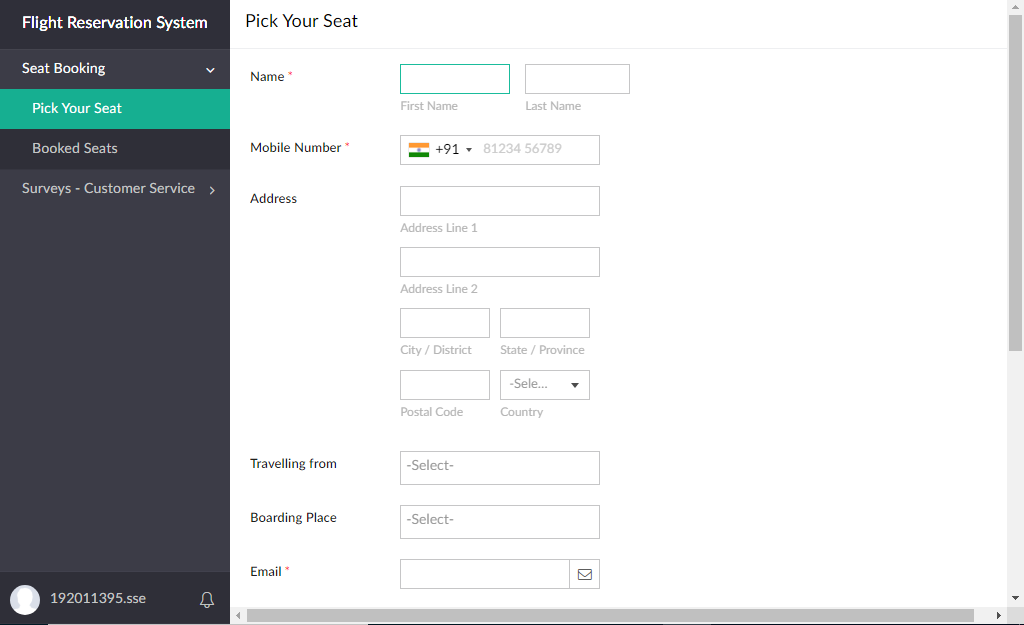 Flight Reservation System
Pick Your Seat
Seat Booking
Pick Your Seat
Booked Seats
Surveys - Customer Service
192011395.sse
Name *
First Name
Last Name
Mobile Number *
+91
81234 56789
Address
Address Line 1
Address Line 2
City / District
State / Province
-Sele...
Postal Code
Country
Travelling from
-Select-
Boarding Place
-Select-
Email *